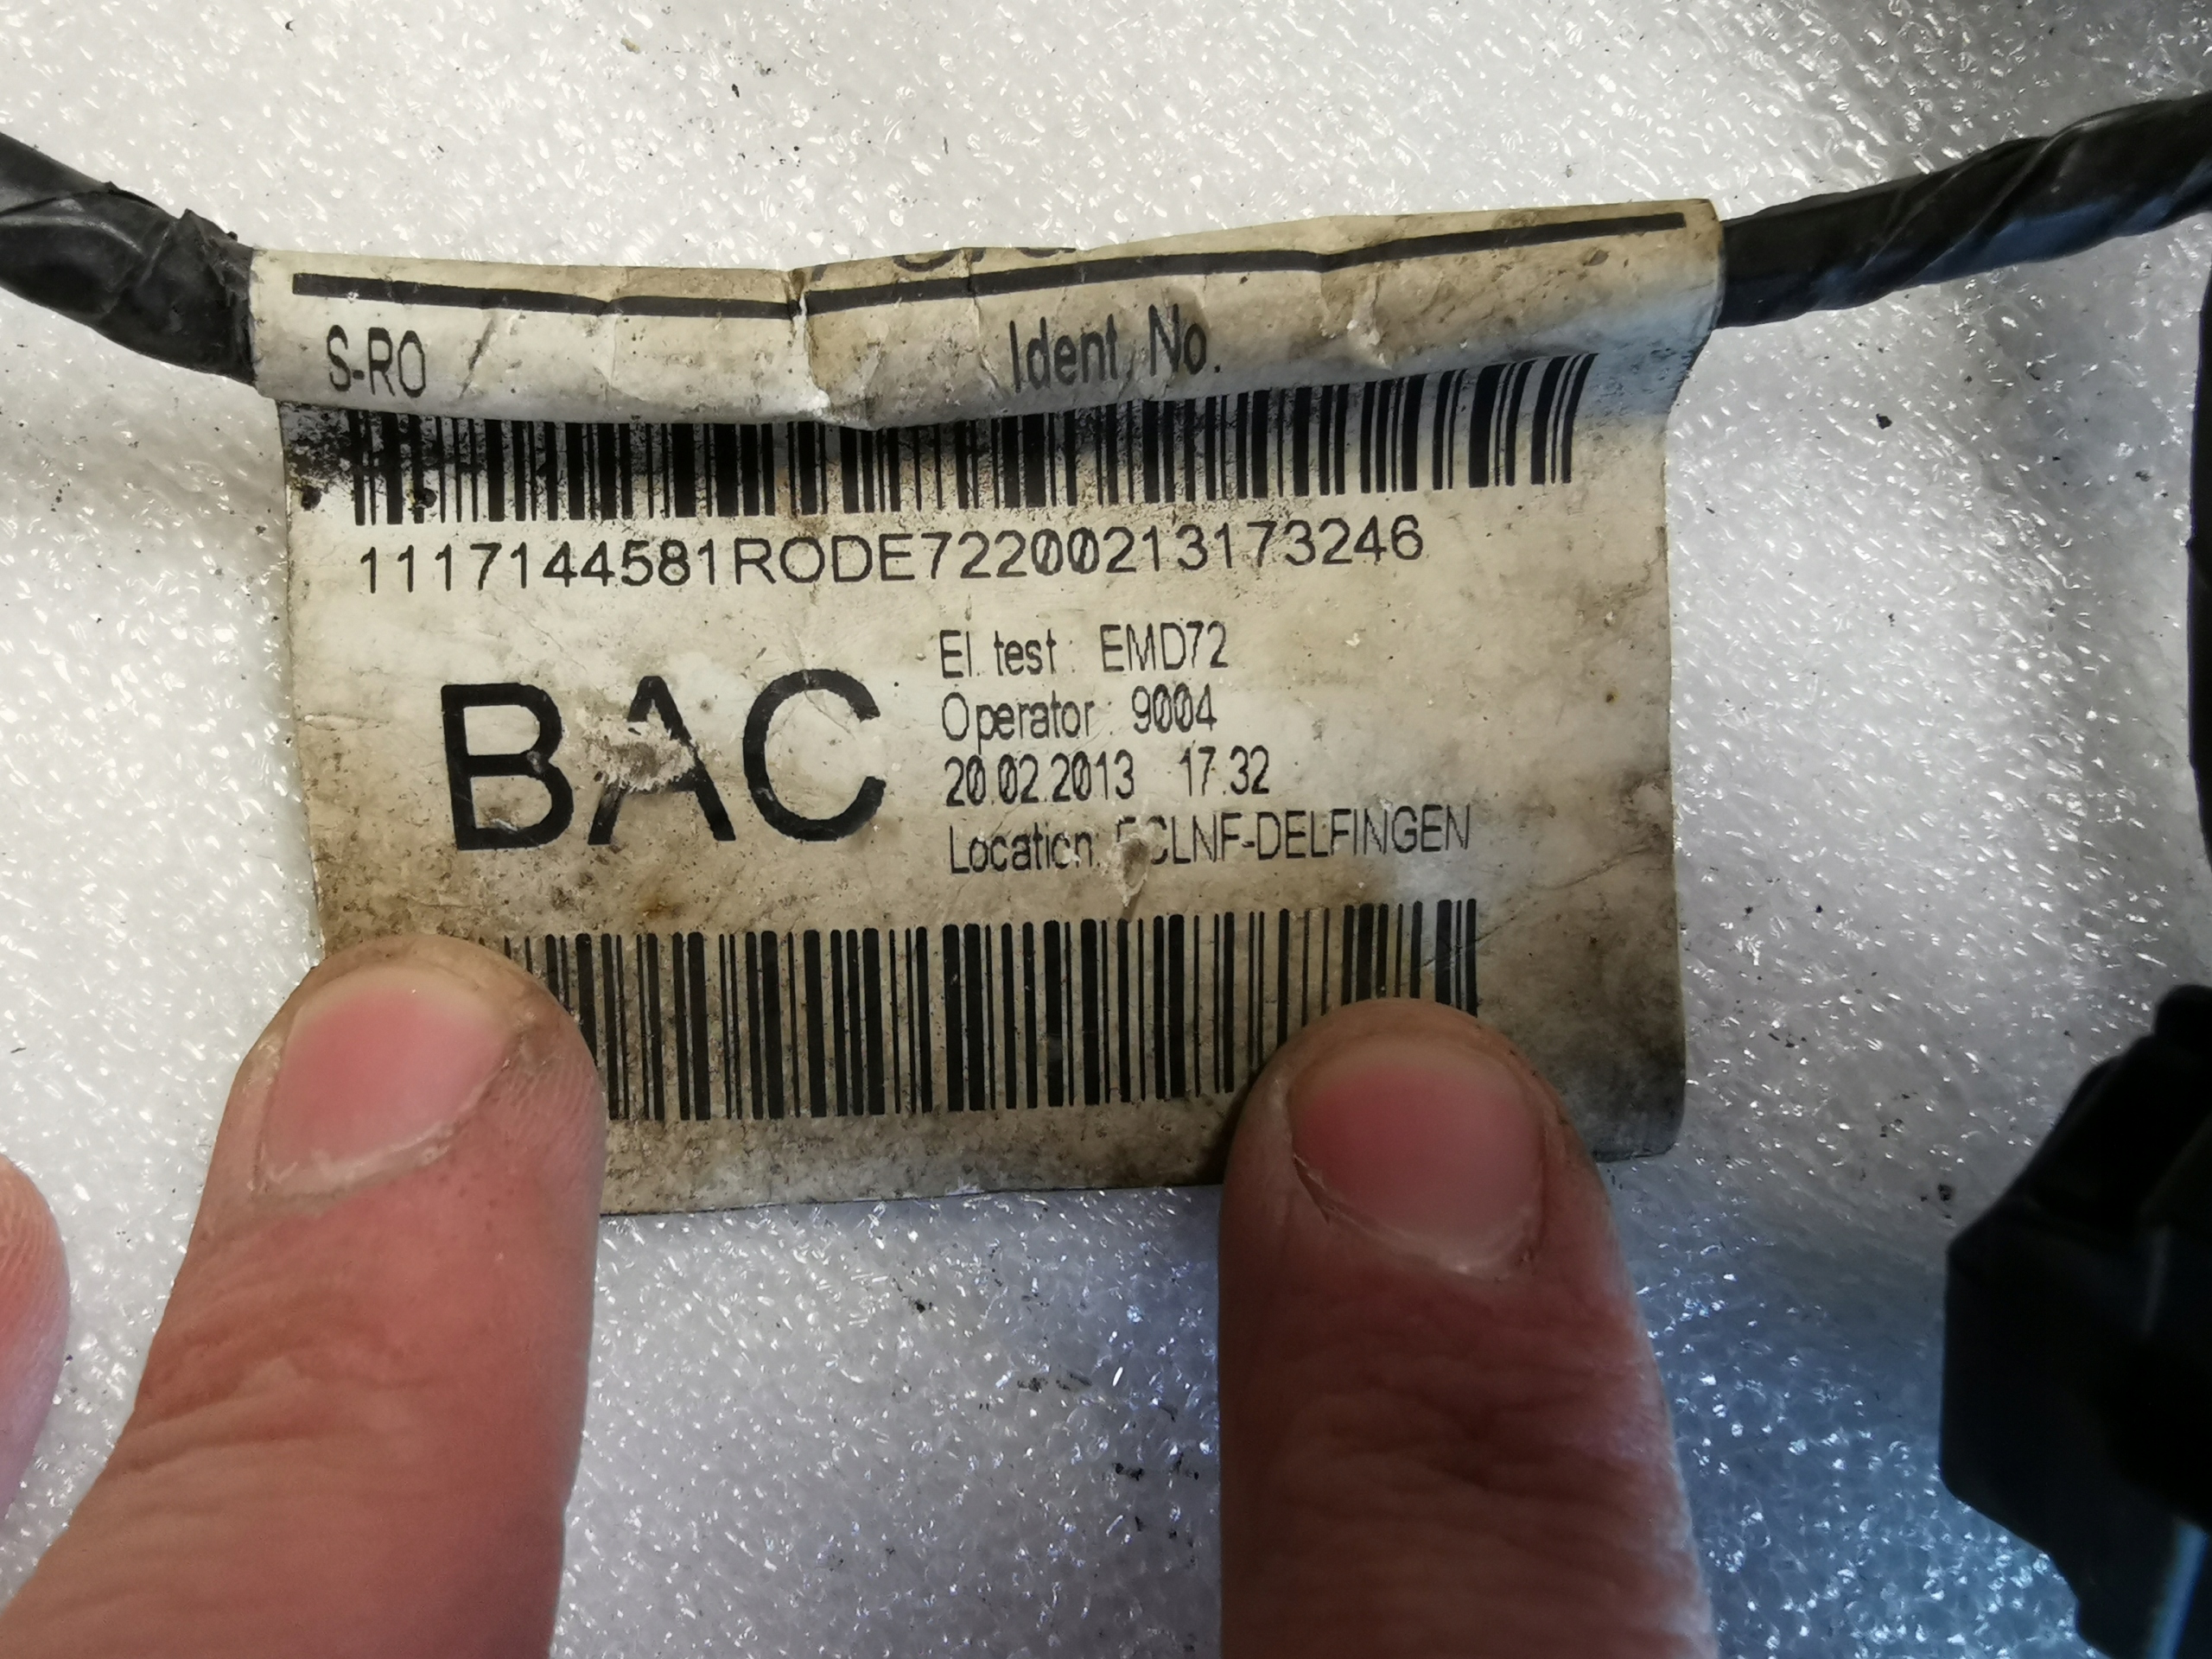 S-RO Ident. No.
1117144581RODE72200213173246
BAC
El. test : EMD72
Operator : 9004
20.02.2013 17.32
Location: